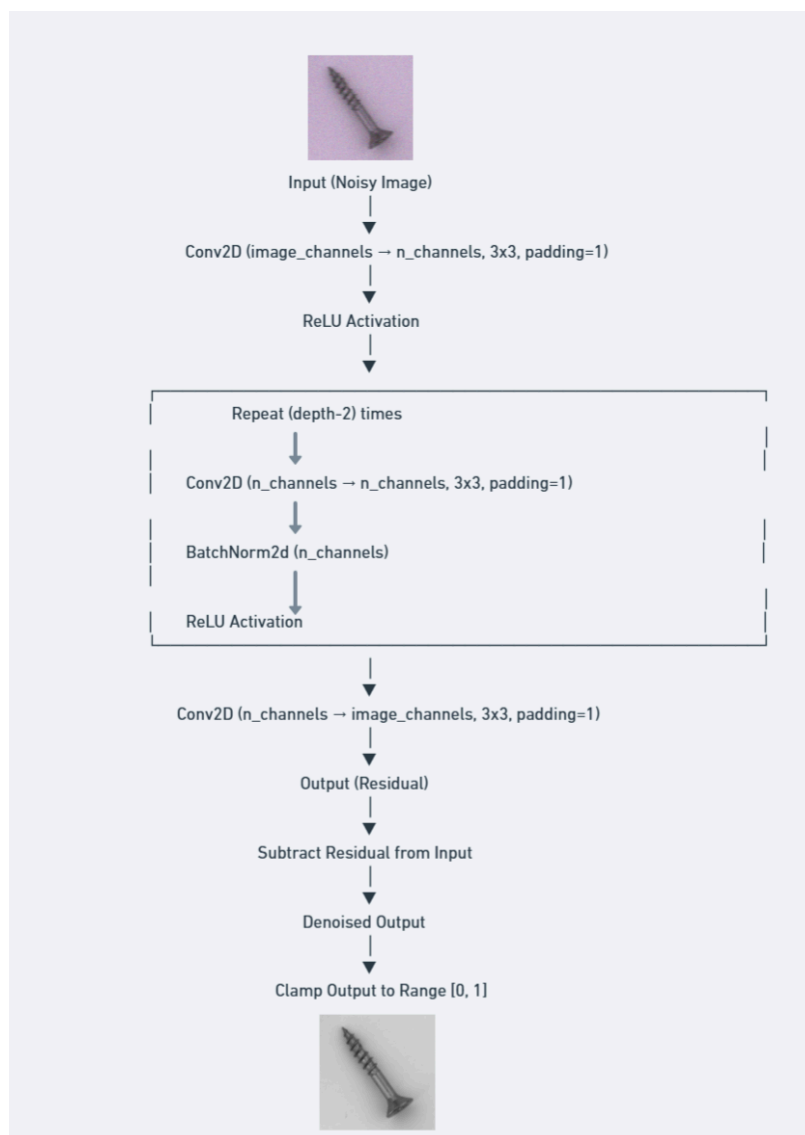 Input (Noisy Image)
Conv2D (image_channels → n_channels, 3x3, padding=1)
ReLU Activation
Repeat (depth-2) times
Conv2D (n_channels → n_channels, 3x3, padding=1)
BatchNorm2d (n_channels)
ReLU Activation
Conv2D (n_channels → image_channels, 3x3, padding=1)
Output (Residual)
Subtract Residual from Input
Denoised Output
Clamp Output to Range [0, 1]